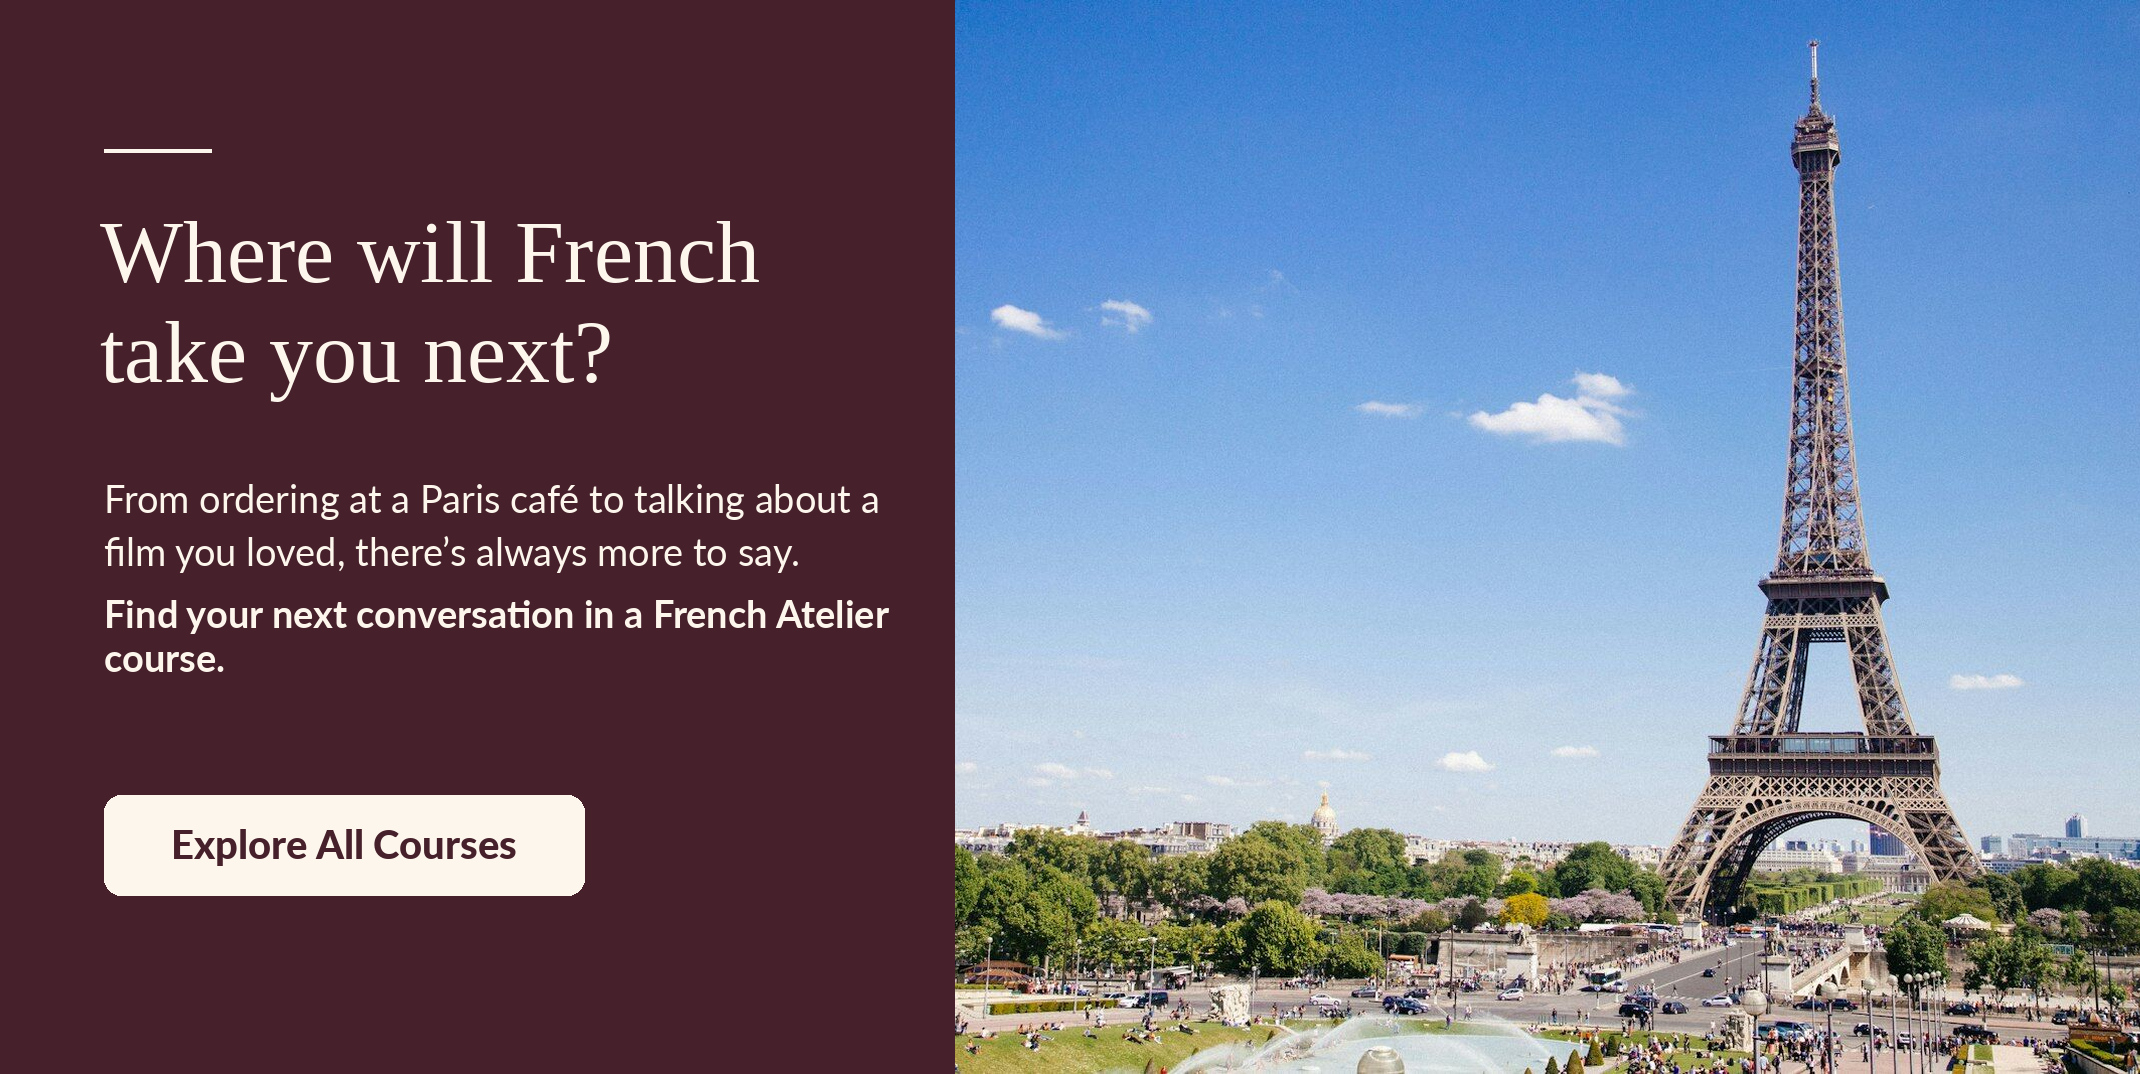 Where will French
take you next?
From ordering at a Paris café to talking about a
film you loved, there’s always more to say.
Find your next conversation in a French Atelier
course.
Explore All Courses